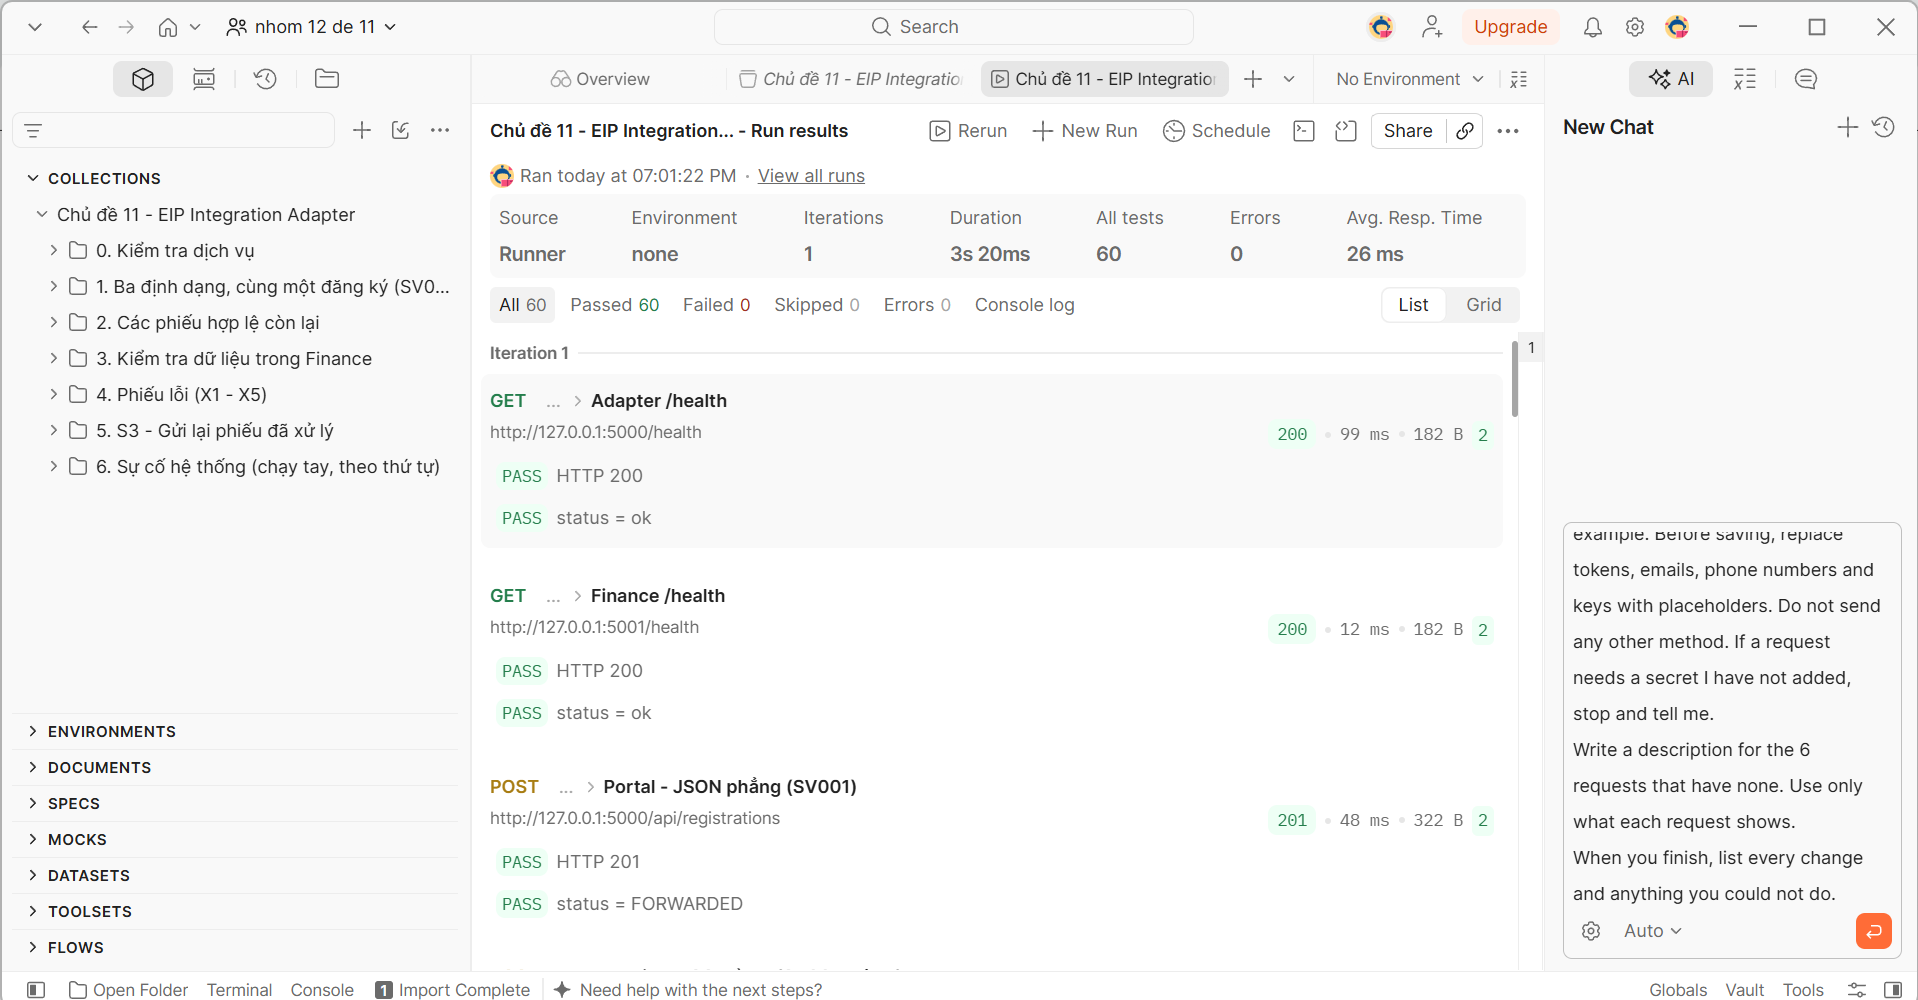 nhom 12 de 11
Search
Upgrade
Overview
Chủ đề 11 - EIP Integratio
Chủ đề 11 - EIP Integratio
No Environment
AI
Chủ đề 11 - EIP Integration... - Run results
Rerun
New Run
Schedule
Share
New Chat
Ran today at 07:01:22 PM · View all runs
COLLECTIONS
Chủ đề 11 - EIP Integration Adapter
0. Kiểm tra dịch vụ
1. Ba định dạng, cùng một đăng ký (SV0...
2. Các phiếu hợp lệ còn lại
3. Kiểm tra dữ liệu trong Finance
4. Phiếu lỗi (X1 - X5)
5. S3 - Gửi lại phiếu đã xử lý
6. Sự cố hệ thống (chạy tay, theo thứ tự)
ENVIRONMENTS
DOCUMENTS
SPECS
MOCKS
DATASETS
TOOLSETS
FLOWS
Source Environment Iterations Duration All tests Errors Avg. Resp. Time
Runner none 1 3s 20ms 60 0 26 ms
All 60 Passed 60 Failed 0 Skipped 0 Errors 0 Console log List Grid
Iteration 1
1
GET ... > Adapter /health
http://127.0.0.1:5000/health
200 • 99 ms • 182 B 2
PASS HTTP 200
PASS status = ok
GET ... > Finance /health
http://127.0.0.1:5001/health
200 • 12 ms • 182 B 2
PASS HTTP 200
PASS status = ok
POST ... > Portal - JSON phẳng (SV001)
http://127.0.0.1:5000/api/registrations
201 • 48 ms • 322 B 2
PASS HTTP 201
PASS status = FORWARDED
example. Before saving, replace
tokens, emails, phone numbers and
keys with placeholders. Do not send
any other method. If a request
needs a secret I have not added,
stop and tell me.
Write a description for the 6
requests that have none. Use only
what each request shows.
When you finish, list every change
and anything you could not do.
Auto
Open Folder Terminal Console 1 Import Complete Need help with the next steps? Globals Vault Tools